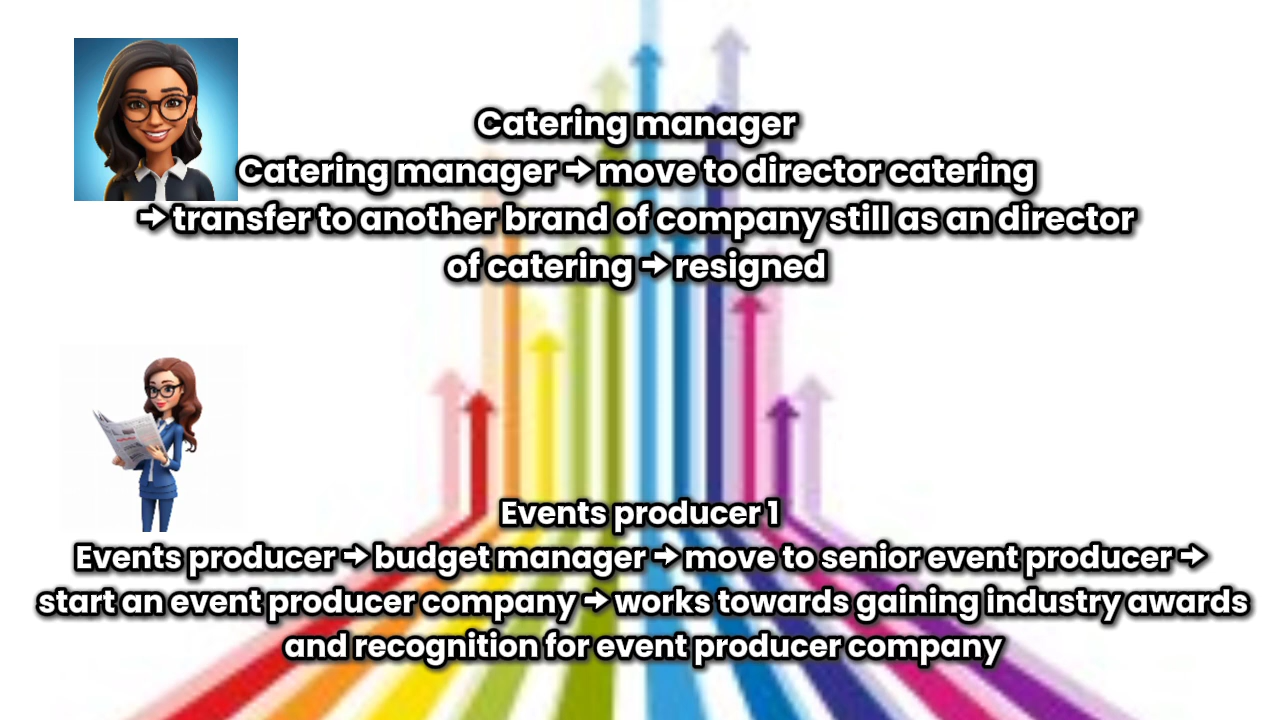 Catering manager
Catering manager → move to director catering
→ transfer to another brand of company still as an director
of catering → resigned
Events producer 1
Events producer → budget manager → move to senior event producer →
start an event producer company → works towards gaining industry awards
and recognition for event producer company